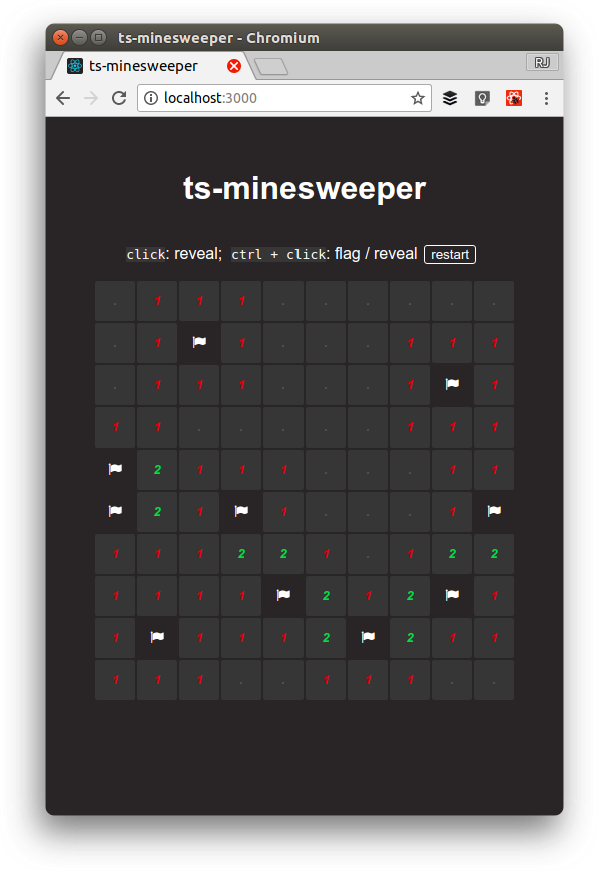 ts-minesweeper - Chromium
ts-minesweeper
RJ
localhost:3000
ts-minesweeper
click: reveal; ctrl + click: flag / reveal restart
. 1 1 1 . . . . . .
. 1 1 . . . 1 1 1
. 1 1 1 . . . 1 1
1 1 . . . . . 1 1 1
2 1 1 1 . . . 1 1
2 1 1 . . . 1
1 1 1 2 2 1 . 1 2 2
1 1 1 1 2 1 2 1
1 1 1 1 2 2 1 1
1 1 1 . . 1 1 1 . .